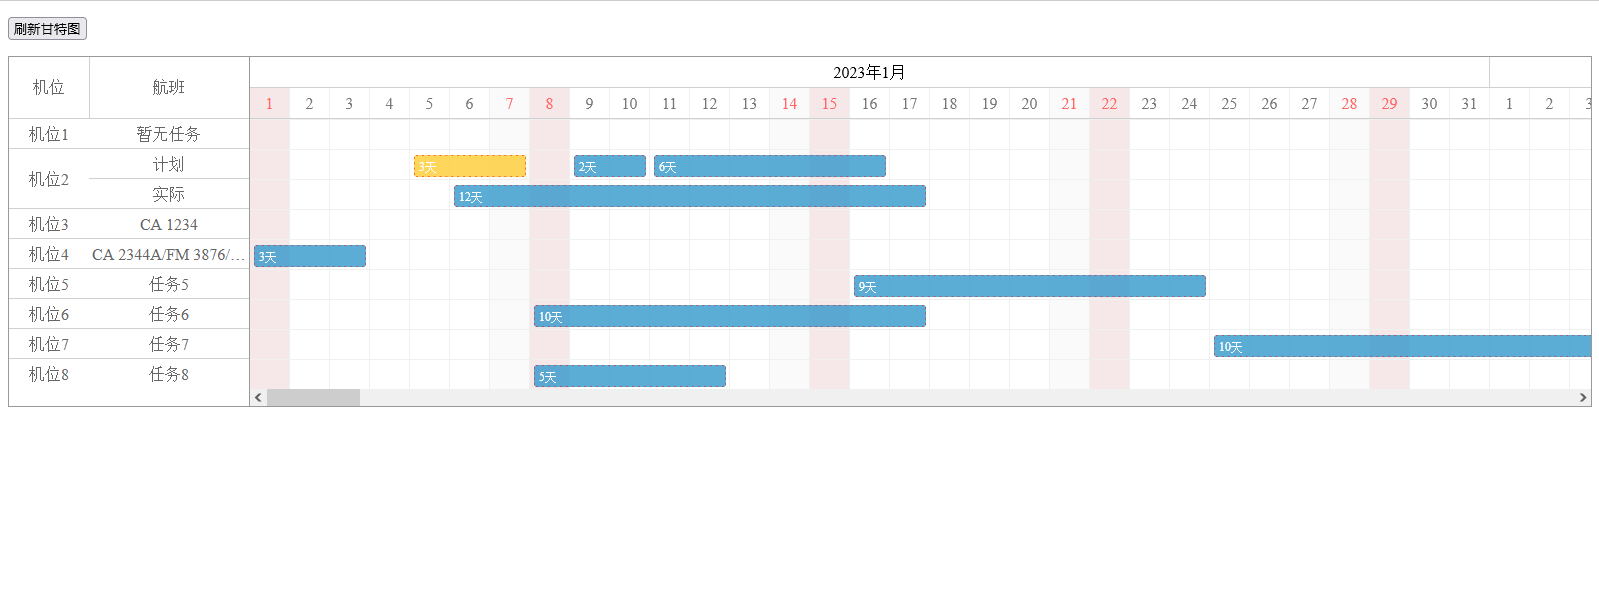 刷新甘特图
机位 航班 2023年1月
1 2 3 4 5 6 7 8 9 10 11 12 13 14 15 16 17 18 19 20 21 22 23 24 25 26 27 28 29 30 31 1 2 3
机位1 暂无任务
机位2 计划 3天 2天 6天
实际 12天
机位3 CA 1234
机位4 CA 2344A/FM 3876/... 3天
机位5 任务5 9天
机位6 任务6 10天
机位7 任务7 10天
机位8 任务8 5天